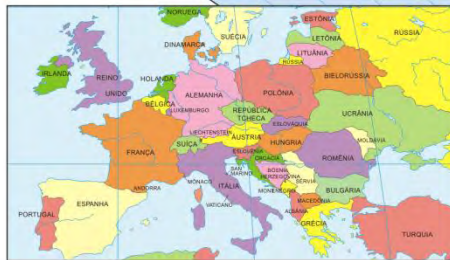 NORUEGA
SUÉCIA
ESTÔNIA
RÚSSIA
LETÔNIA
DINAMARCA
LITUÂNIA
RÚSSIA
IRLANDA
REINO
UNIDO
HOLANDA
BIELORÚSSIA
ALEMANHA
POLÔNIA
BÉLGICA
LUXEMBURGO
REPÚBLICA
TCHECA
UCRÂNIA
ESLOVÁQUIA
LIECHTENSTEIN
MOLDÁVIA
FRANÇA
SUÍÇA
ÁUSTRIA
HUNGRIA
ESLOVÊNIA
ROMÊNIA
CROÁCIA
SAN
MARINO
BÓSNIA
HERZEGOVINA
SÉRVIA
MÔNACO
ANDORRA
ITÁLIA
MONENEGRO
BULGÁRIA
PORTUGAL
ESPANHA
VATICANO
MACEDÔNIA
ALBÂNIA
GRÉCIA
TURQUIA